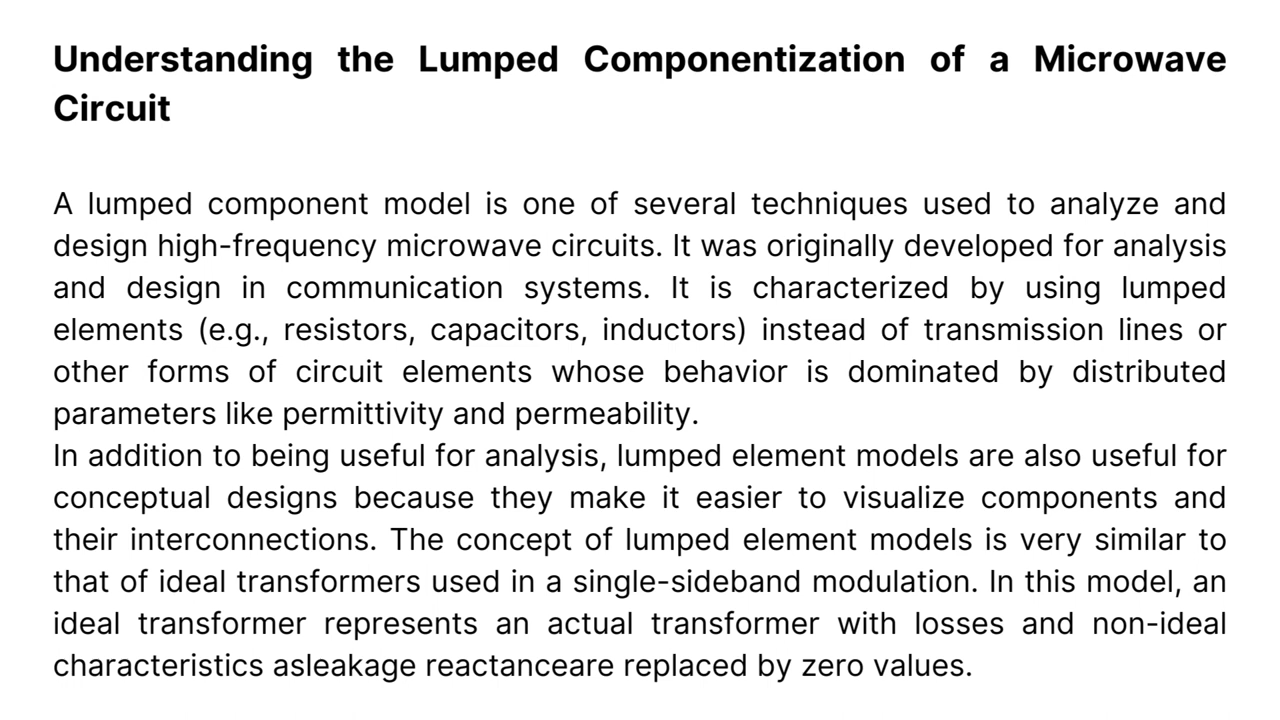 Understanding the Lumped Componentization of a Microwave
Circuit
A lumped component model is one of several techniques used to analyze and
design high-frequency microwave circuits. It was originally developed for analysis
and design in communication systems. It is characterized by using lumped
elements (e.g., resistors, capacitors, inductors) instead of transmission lines or
other forms of circuit elements whose behavior is dominated by distributed
parameters like permittivity and permeability.
In addition to being useful for analysis, lumped element models are also useful for
conceptual designs because they make it easier to visualize components and
their interconnections. The concept of lumped element models is very similar to
that of ideal transformers used in a single-sideband modulation. In this model, an
ideal transformer represents an actual transformer with losses and non-ideal
characteristics asleakage reactanceare replaced by zero values.